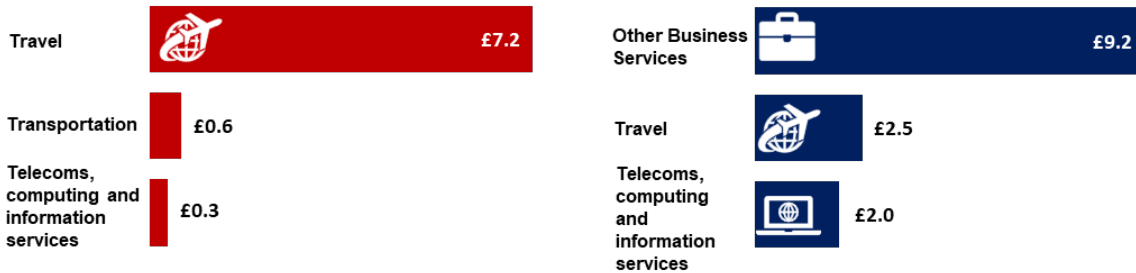 Travel
£7.2
Transportation
£0.6
Telecoms,
computing and
information
services
£0.3
Other Business
Services
£9.2
Travel
£2.5
Telecoms,
computing
and
information
services
£2.0